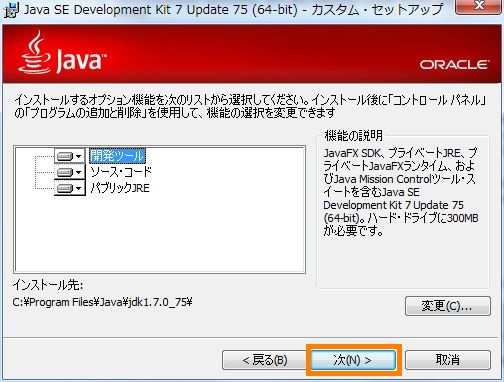 Java SE Development Kit 7 Update 75 (64-bit) - カスタム・セットアップ
Java™
ORACLE
インストールするオプション機能を次のリストから選択してください。インストール後に「コントロール パネル」
の「プログラムの追加と削除」を使用して、機能の選択を変更できます
開発ツール
ソース・コード
パブリックJRE
機能の説明
JavaFX SDK、プライベートJRE、プ
ライベートJavaFXランタイム、およ
びJava Mission Controlツール・ス
イートを含むJava SE
Development Kit 7 Update 75
(64-bit)。ハード・ドライブに300MB
が必要です。
インストール先:
C:¥Program Files¥Java¥jdk1.7.0_75¥
変更(C)...
< 戻る(B)
次(N) >
取消